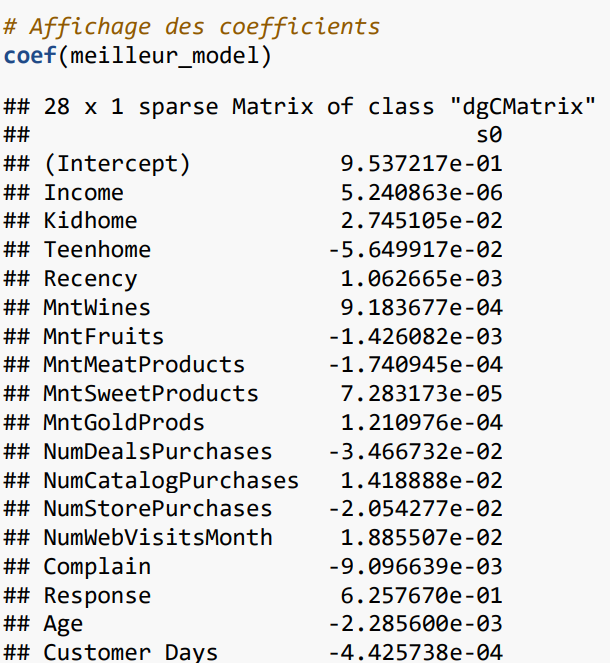 # Affichage des coefficients
coef(meilleur_model)
## 28 x 1 sparse Matrix of class "dgCMatrix"
## s0
## (Intercept) 9.537217e-01
## Income 5.240863e-06
## Kidhome 2.745105e-02
## Teenhome -5.649917e-02
## Recency 1.062665e-03
## MntWines 9.183677e-04
## MntFruits -1.426082e-03
## MntMeatProducts -1.740945e-04
## MntSweetProducts 7.283173e-05
## MntGoldProds 1.210976e-04
## NumDealsPurchases -3.466732e-02
## NumCatalogPurchases 1.418888e-02
## NumStorePurchases -2.054277e-02
## NumWebVisitsMonth 1.885507e-02
## Complain -9.096639e-03
## Response 6.257670e-01
## Age -2.285600e-03
## Customer Days -4.425738e-04